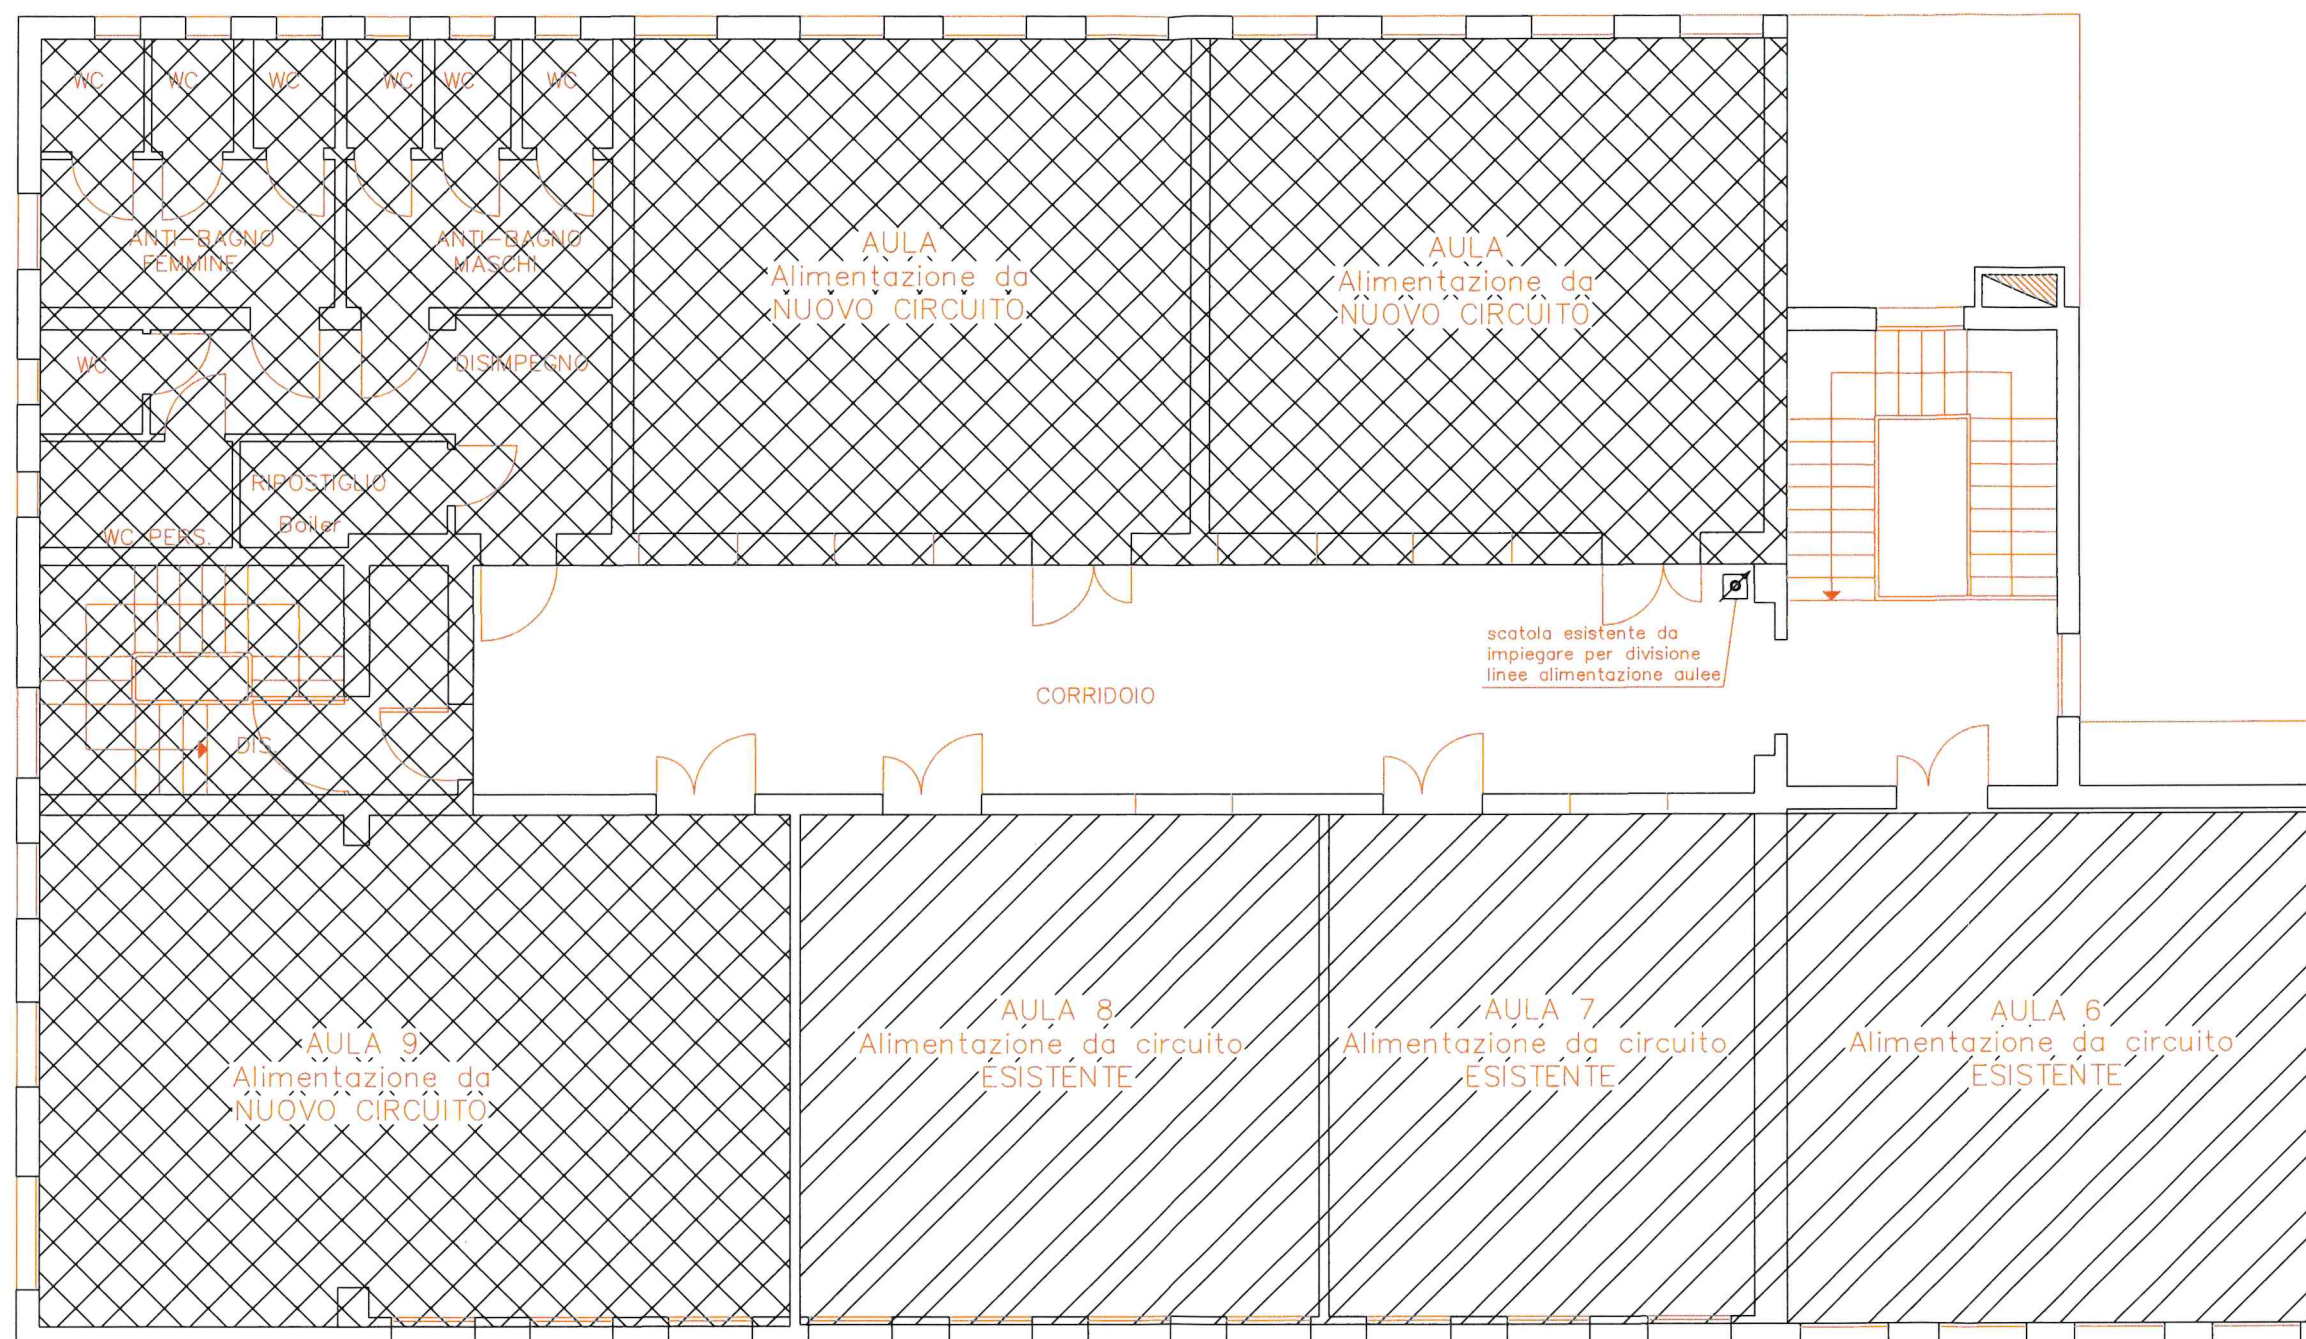 WC
WC
WC
WC
WC
WC
ANTI-BAGNO
FEMMINE
ANTI-BAGNO
MASCHI
AULA
Alimentazione da
NUOVO CIRCUITO
AULA
Alimentazione da
NUOVO CIRCUITO
WC
DISIMPEGNO
RIPOSTIGLIO
Boiler
WC PERS.
scatola esistente da
impiegare per divisione
linee alimentazione aulee
CORRIDOIO
DIS.
AULA 9
Alimentazione da
NUOVO CIRCUITO
AULA 8
Alimentazione da circuito
ESISTENTE
AULA 7
Alimentazione da circuito
ESISTENTE
AULA 6
Alimentazione da circuito
ESISTENTE